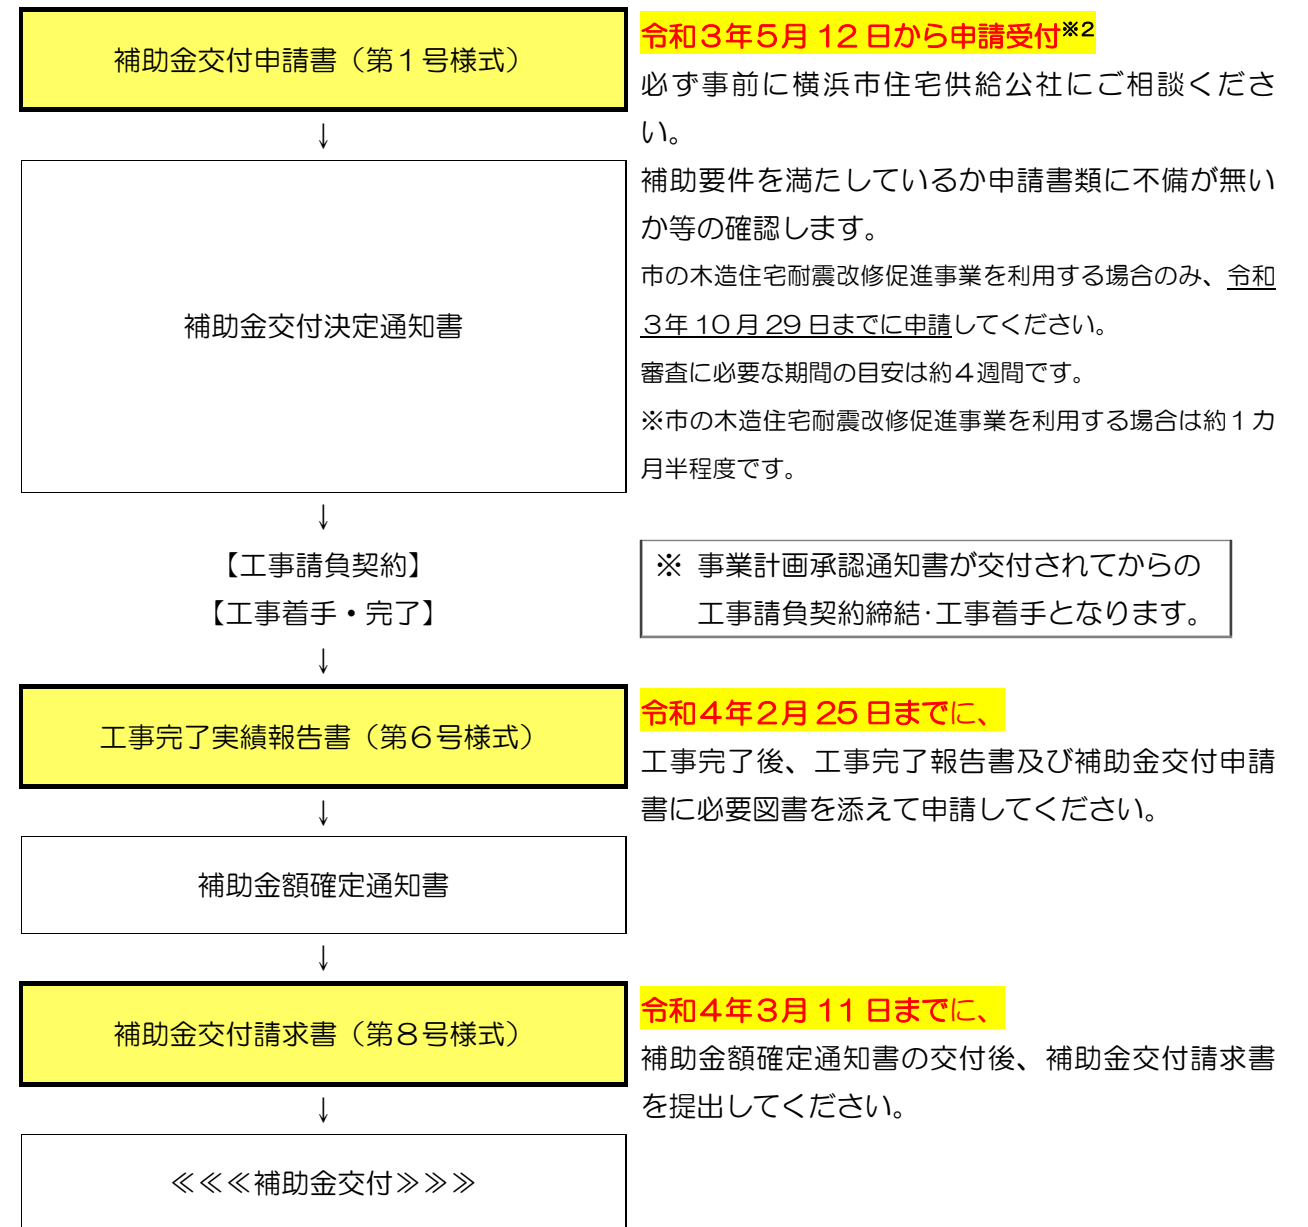 補助金交付申請書（第１号様式）
令和３年５月 12 日から申請受付※2
必ず事前に横浜市住宅供給公社にご相談くださ
い。
↓
補助要件を満たしているか申請書類に不備が無い
か等の確認します。
市の木造住宅耐震改修促進事業を利用する場合のみ、令和
３年 10 月 29 日までに申請してください。
審査に必要な期間の目安は約４週間です。
※市の木造住宅耐震改修促進事業を利用する場合は約１カ
月半程度です。
補助金交付決定通知書
↓
【工事請負契約】
【工事着手・完了】
※ 事業計画承認通知書が交付されてからの
工事請負契約締結･工事着手となります。
↓
工事完了実績報告書（第６号様式）
令和４年２月 25 日までに、
工事完了後、工事完了報告書及び補助金交付申請
書に必要図書を添えて申請してください。
↓
補助金額確定通知書
↓
補助金交付請求書（第８号様式）
令和４年３月 11 日までに、
補助金額確定通知書の交付後、補助金交付請求書
を提出してください。
↓
≪≪≪補助金交付≫≫≫